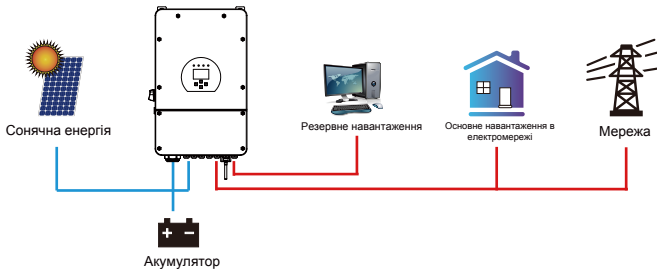 Сонячна енергія
Резервне навантаження
Основне навантаження в
електромережі
Мережа
Акумулятор